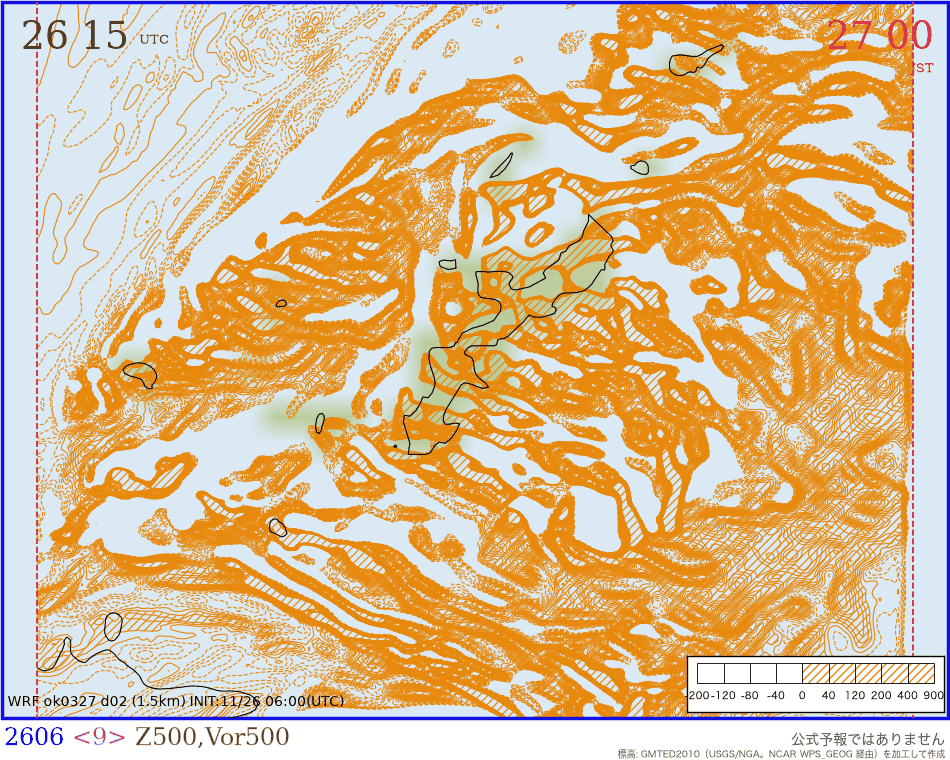 26 15 UTC
27 00
JST
-200-120 -80 -40 0 40 120 200 400 900
WRF ok0327 d02 (1.5km) INIT:11/26 06:00(UTC)
2606 <9> Z500,Vor500
公式予報ではありません
標高: GMTED2010（USGS/NGA。NCAR WPS_GEOG 経由）を加工して作成